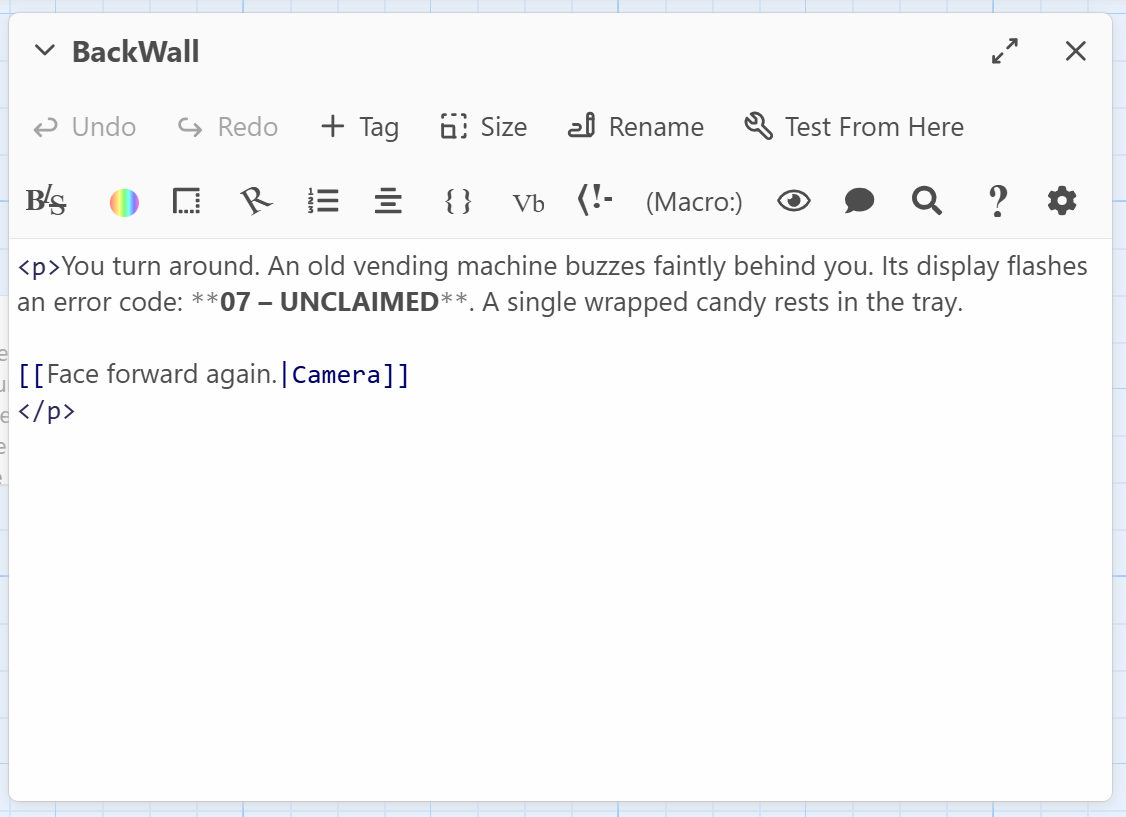 BackWall
Undo Redo + Tag Size Rename Test From Here
B/S Vb (!- (Macro:) ?
<p>You turn around. An old vending machine buzzes faintly behind you. Its display flashes
an error code: **07 – UNCLAIMED**. A single wrapped candy rests in the tray.
[[Face forward again.|Camera]]
</p>